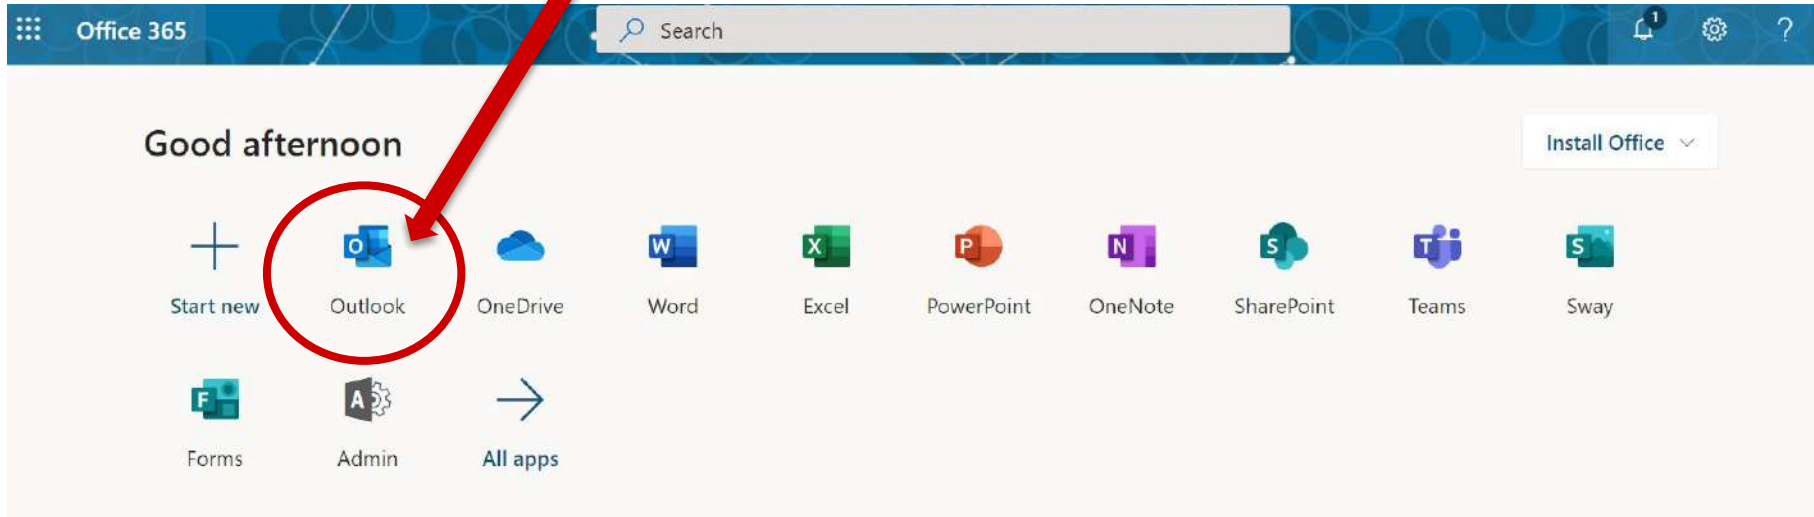 Office 365
Search
1
?
Good afternoon
Install Office
Start new
O
Outlook
OneDrive
W
Word
X
Excel
P
PowerPoint
N
OneNote
S
SharePoint
T
Teams
S
Sway
F
Forms
A
Admin
All apps